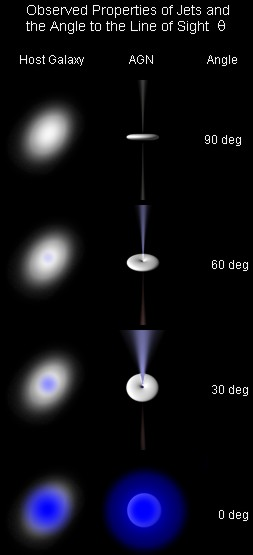 Observed Properties of Jets and
the Angle to the Line of Sight θ
Host Galaxy AGN Angle
90 deg
60 deg
30 deg
0 deg